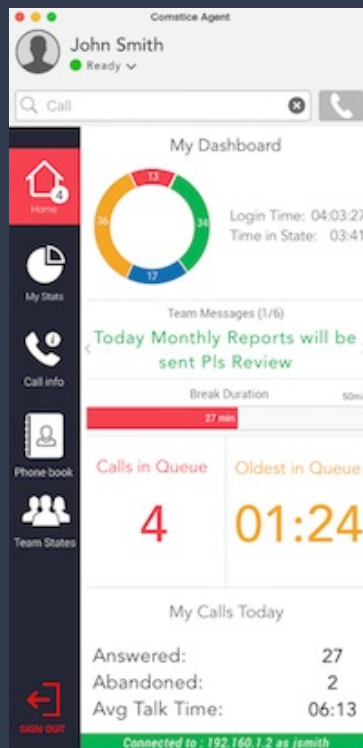 Comstice Agent
John Smith
Ready
Call
My Dashboard
13
36
34
17
Login Time: 04:03:27
Time in State: 03:41
4
Home
My Stats
Call info
Phone book
Team States
SIGN OUT
Team Messages (1/6)
Today Monthly Reports will be
sent Pls Review
Break Duration
27 min
Calls in Queue
4
Oldest in Queue
01:24
My Calls Today
Answered: 27
Abandoned: 2
Avg Talk Time: 06:13
Connected to : 192.160.1.2 as jsmith